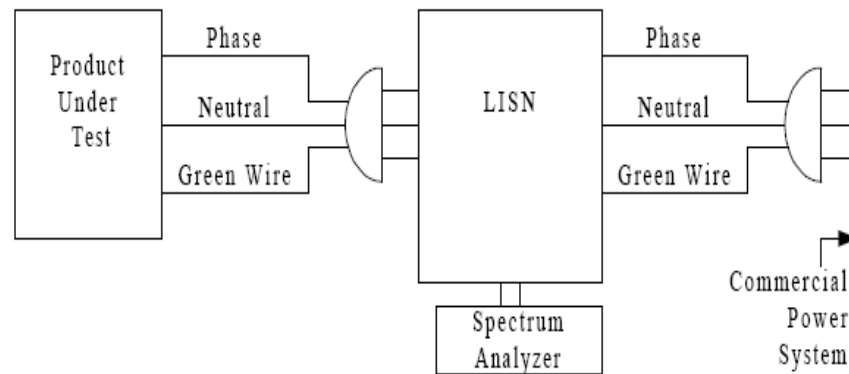 Product
Under
Test
Phase
Neutral
Green Wire
LISN
Phase
Neutral
Green Wire
Spectrum
Analyzer
Commercial
Power
System